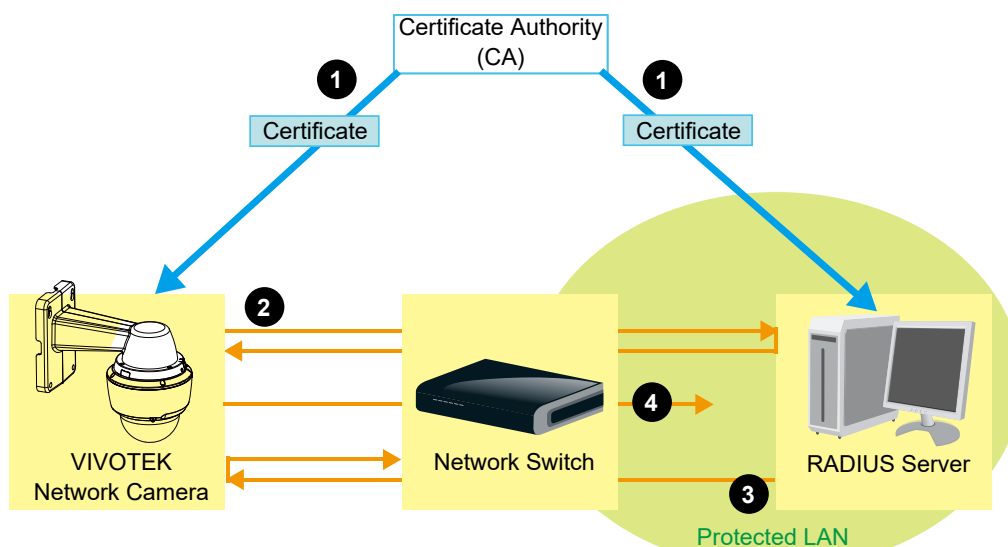 Certificate Authority
(CA)
1
1
Certificate
Certificate
2
4
VIVOTEK
Network Camera
Network Switch
RADIUS Server
3
Protected LAN